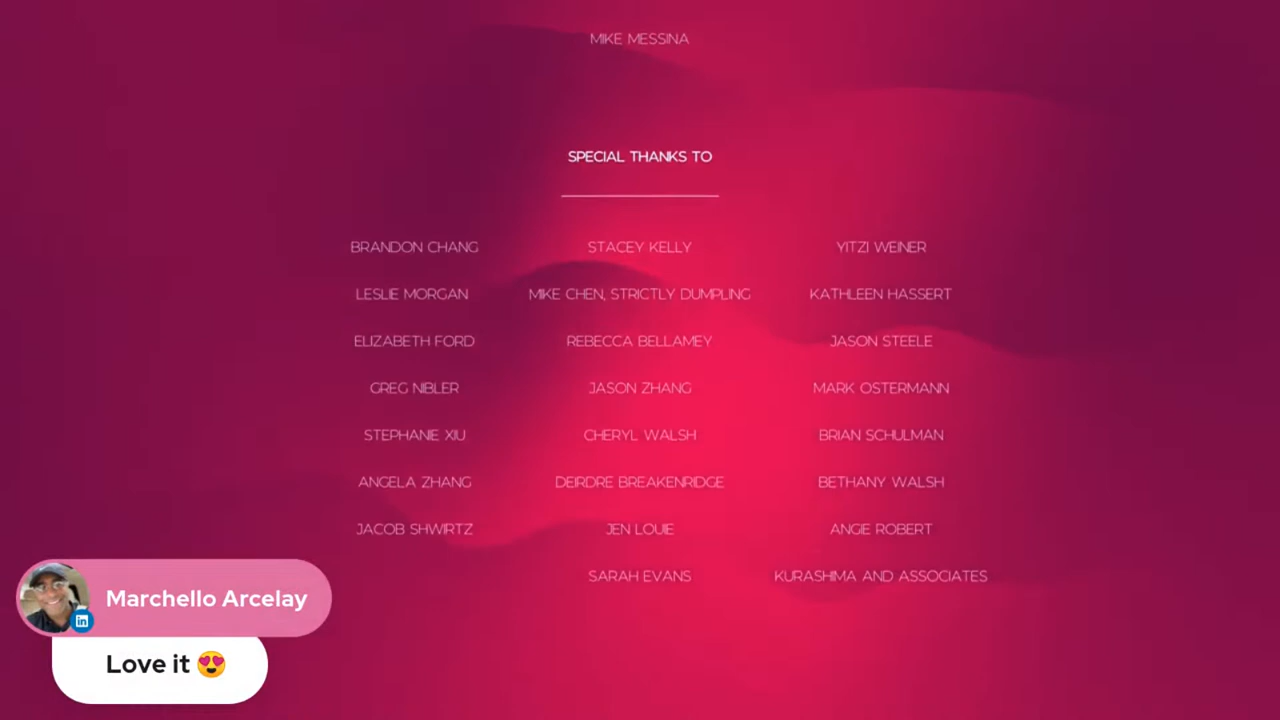 MIKE MESSINA
SPECIAL THANKS TO
BRANDON CHANG
LESLIE MORGAN
ELIZABETH FORD
GREG NIBLER
STEPHANIE XIU
ANGELA ZHANG
JACOB SHWIRTZ
STACEY KELLY
MIKE CHEN, STRICTLY DUMPLING
REBECCA BELLAMEY
JASON ZHANG
CHERYL WALSH
DEIRDRE BREAKENRIDGE
JEN LOUIE
SARAH EVANS
YITZI WEINER
KATHLEEN HASSERT
JASON STEELE
MARK OSTERMANN
BRIAN SCHULMAN
BETHANY WALSH
ANGIE ROBERT
KURASHIMA AND ASSOCIATES
Marchello Arcelay
in
Love it 😍